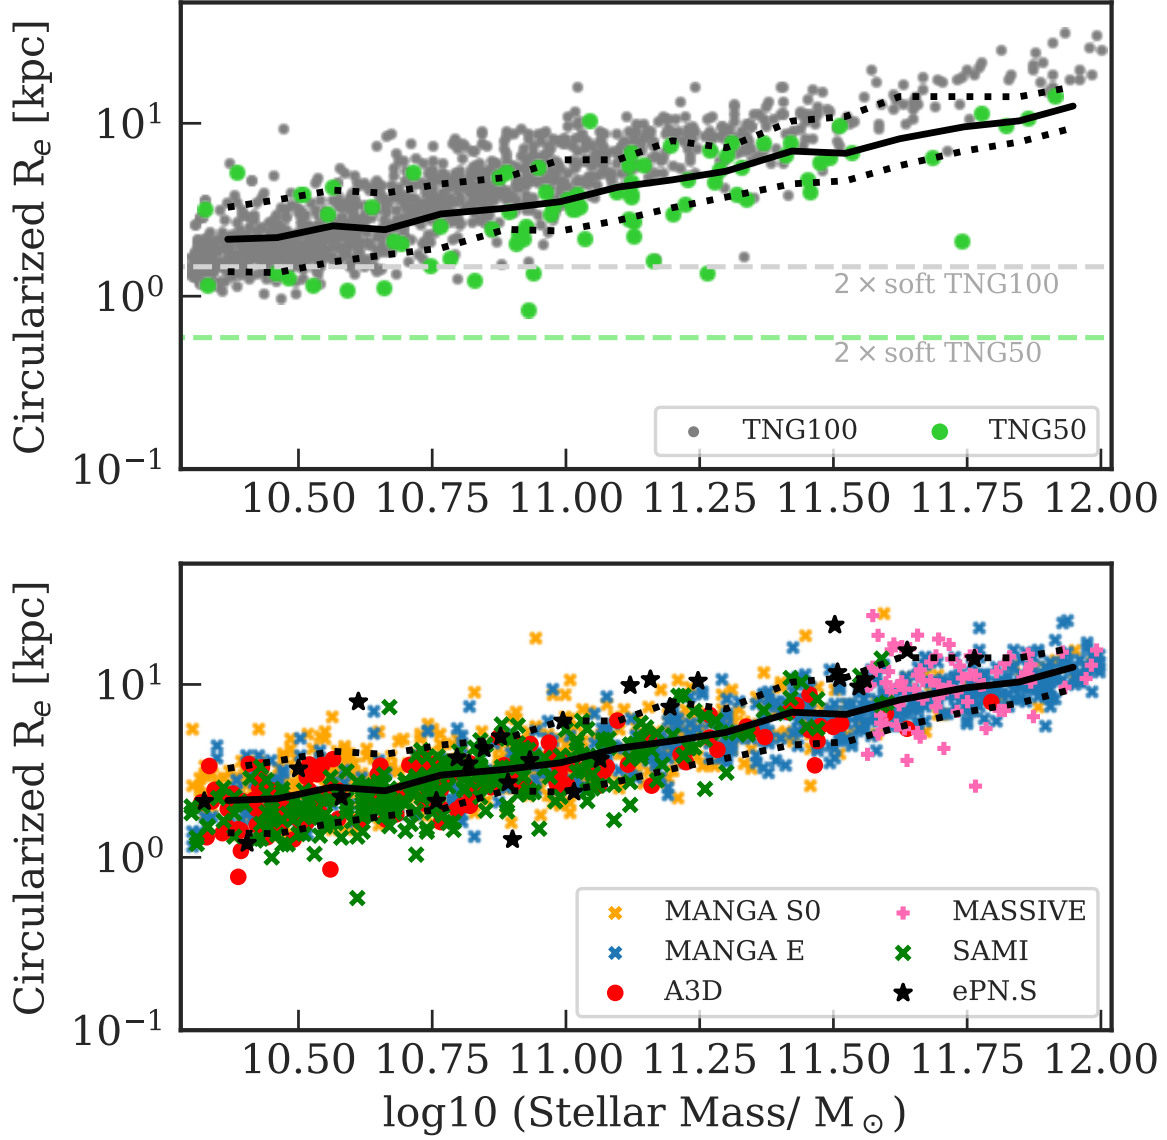 Circularized R_e [kpc]
10^1
10^0
10^-1
2 × soft TNG100
2 × soft TNG50
TNG100 TNG50
10.50 10.75 11.00 11.25 11.50 11.75 12.00
Circularized R_e [kpc]
10^1
10^0
10^-1
MANGA S0 MASSIVE
MANGA E SAMI
A3D ePN.S
10.50 10.75 11.00 11.25 11.50 11.75 12.00
log10 (Stellar Mass/ M_⊙)